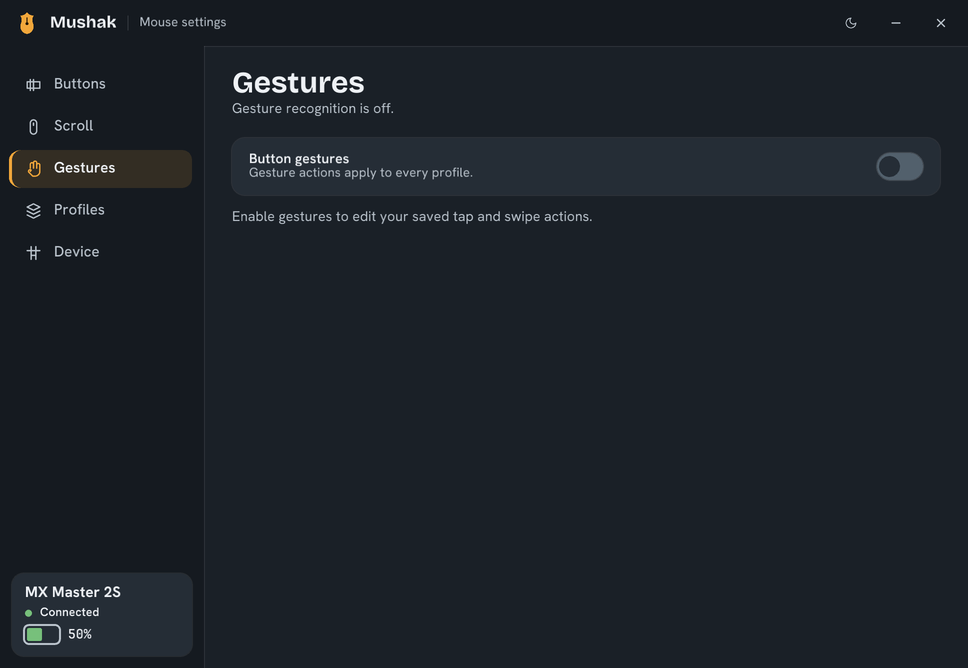 Mushak
Mouse settings
Buttons
Scroll
Gestures
Profiles
Device
Gestures
Gesture recognition is off.
Button gestures
Gesture actions apply to every profile.
Enable gestures to edit your saved tap and swipe actions.
MX Master 2S
Connected
50%